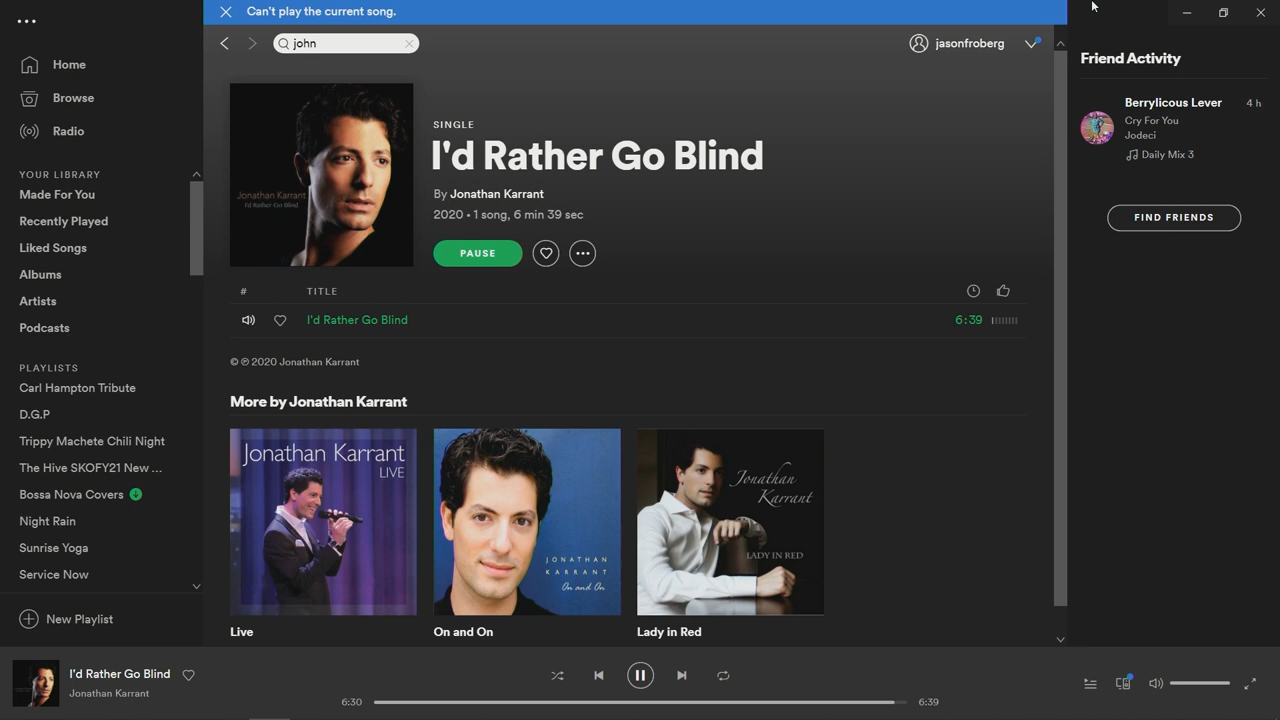 Can't play the current song.
john
jasonfroberg
Home
Browse
Radio
YOUR LIBRARY
Made For You
Recently Played
Liked Songs
Albums
Artists
Podcasts
PLAYLISTS
Carl Hampton Tribute
D.G.P
Trippy Machete Chili Night
The Hive SKOFY21 New ...
Bossa Nova Covers
Night Rain
Sunrise Yoga
Service Now
New Playlist
Jonathan Karrant
I'd Rather Go Blind
SINGLE
I'd Rather Go Blind
By Jonathan Karrant
2020 • 1 song, 6 min 39 sec
PAUSE
# TITLE
I'd Rather Go Blind 6:39
© ℗ 2020 Jonathan Karrant
More by Jonathan Karrant
Jonathan Karrant
LIVE
JONATHAN
KARRANT
On and On
Jonathan
Karrant
LADY IN RED
Live
On and On
Lady in Red
Friend Activity
Berrylicous Lever 4 h
Cry For You
Jodeci
Daily Mix 3
FIND FRIENDS
I'd Rather Go Blind
Jonathan Karrant
6:30
6:39